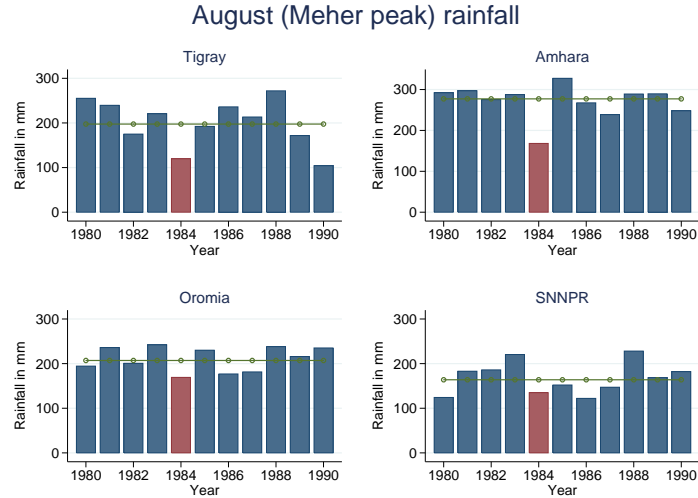 August (Meher peak) rainfall
Tigray
Rainfall in mm
300
200
100
0
1980 1982 1984 1986 1988 1990
Year
Amhara
Rainfall in mm
300
200
100
0
1980 1982 1984 1986 1988 1990
Year
Oromia
Rainfall in mm
300
200
100
0
1980 1982 1984 1986 1988 1990
Year
SNNPR
Rainfall in mm
300
200
100
0
1980 1982 1984 1986 1988 1990
Year